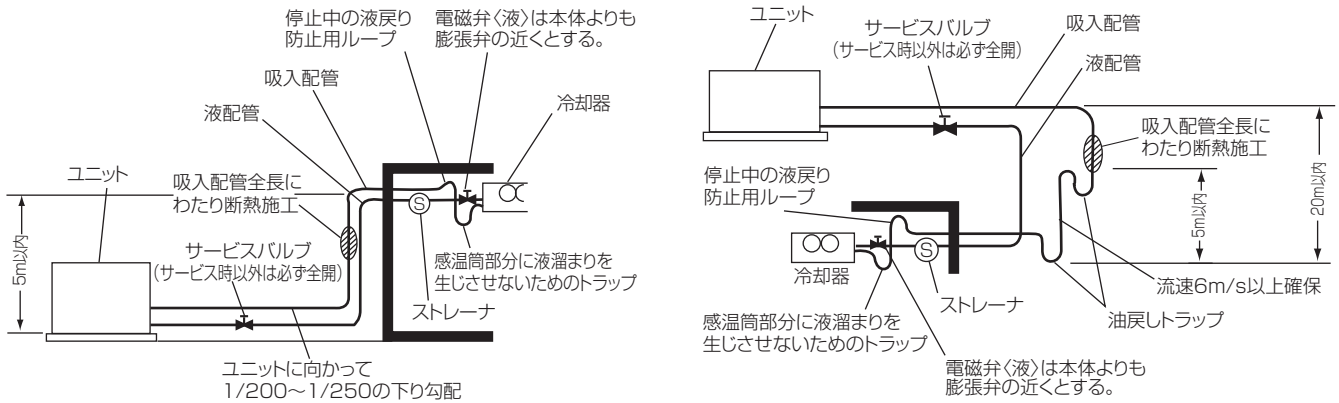 停止中の液戻り
防止用ループ
電磁弁〈液〉は本体よりも
膨張弁の近くとする。
吸入配管
液配管
冷却器
ユニット
吸入配管全長に
わたり断熱施工
サービスバルブ
(サービス時以外は必ず全開)
5m以内
S
感温筒部分に液溜まりを
生じさせないためのトラップ
ストレーナ
ユニットに向かって
1/200〜1/250の下り勾配
ユニット
サービスバルブ
(サービス時以外は必ず全開)
吸入配管
液配管
吸入配管全長に
わたり断熱施工
停止中の液戻り
防止用ループ
5m以内
20m以内
S
冷却器
ストレーナ
流速6m/s以上確保
油戻しトラップ
感温筒部分に液溜まりを
生じさせないためのトラップ
電磁弁〈液〉は本体よりも
膨張弁の近くとする。